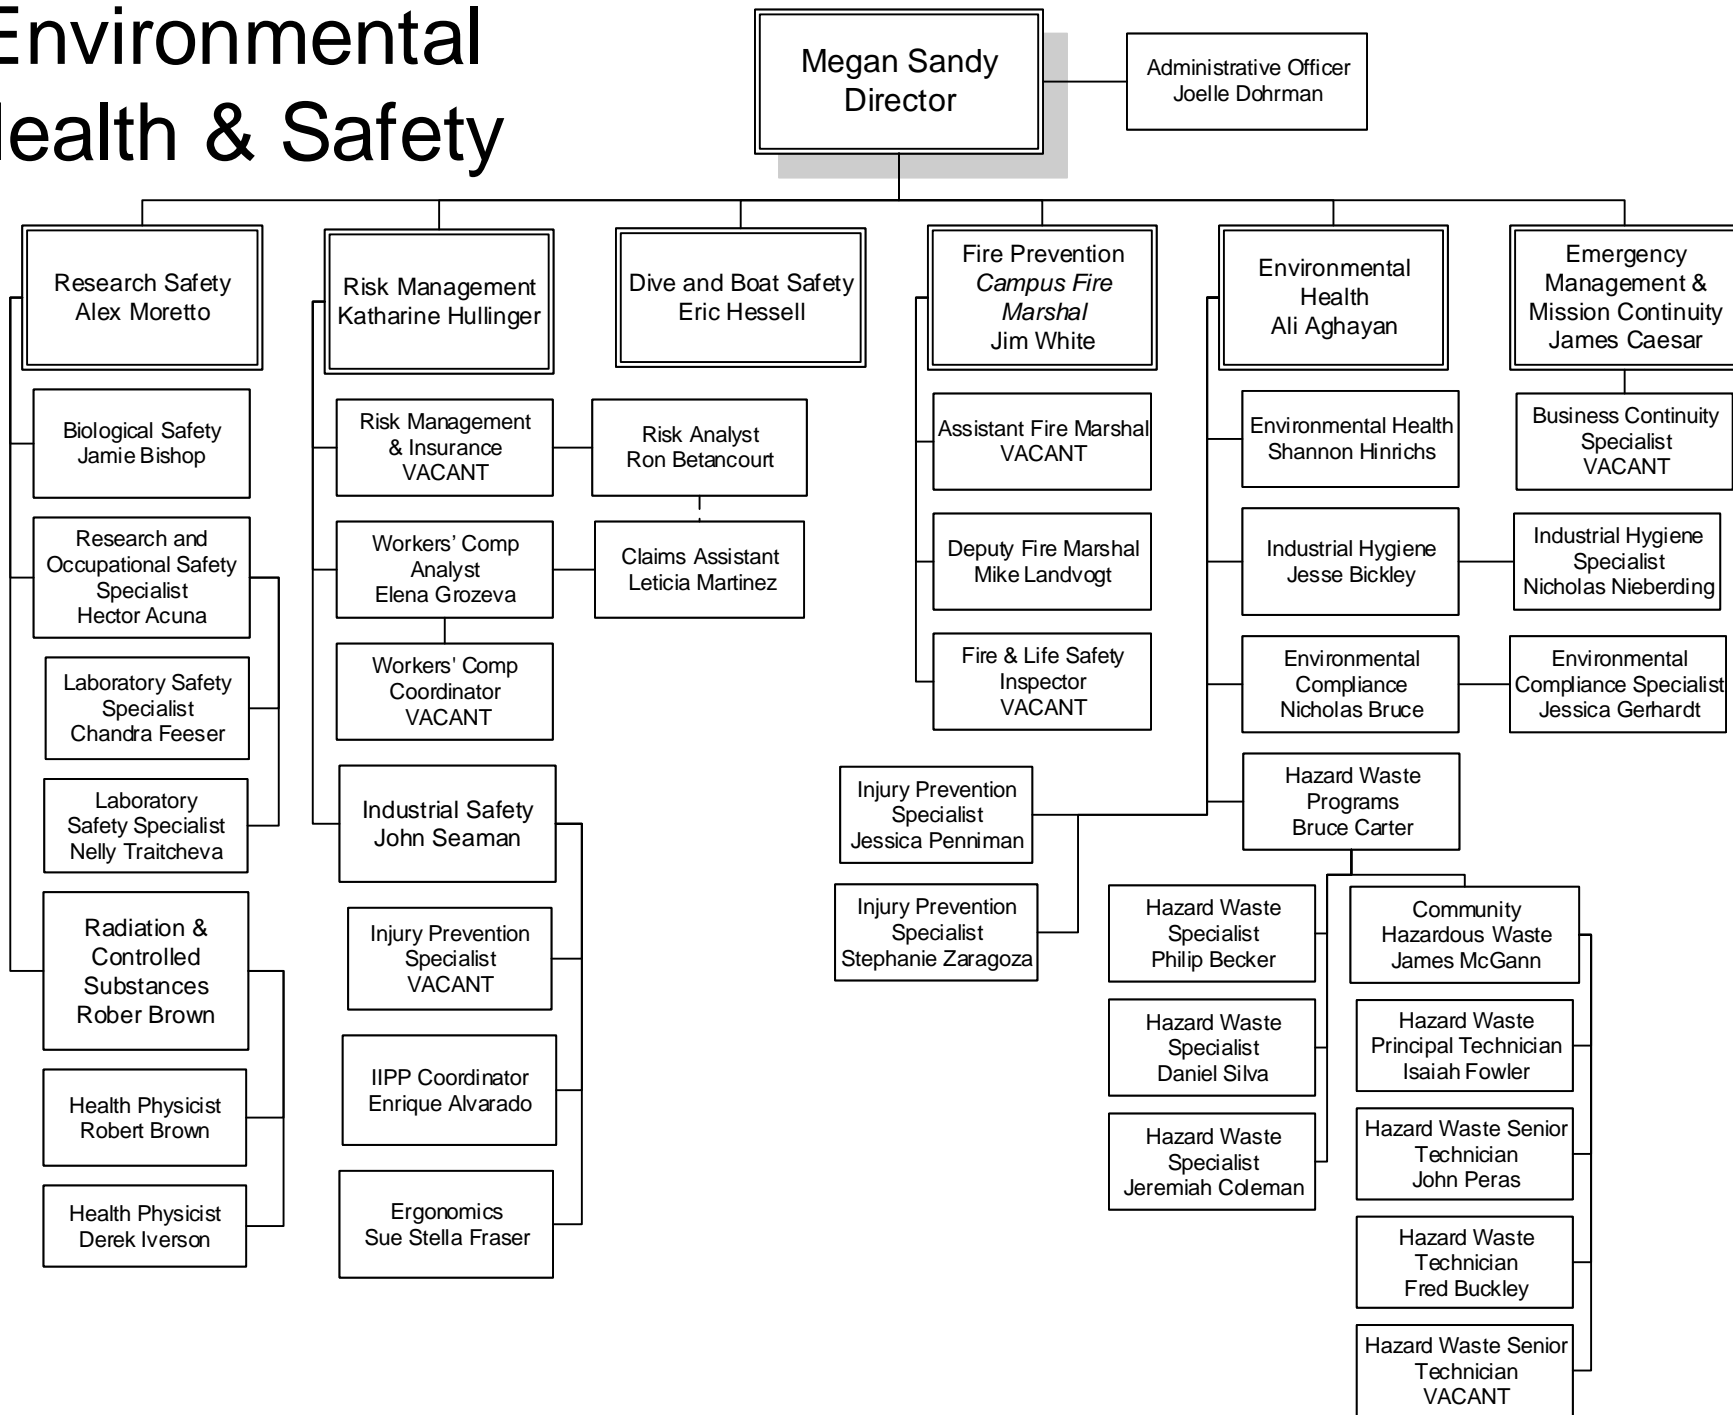 Environmental
Health & Safety
Megan Sandy
Director
Administrative Officer
Joelle Dohrman
Research Safety
Alex Moretto
Biological Safety
Jamie Bishop
Research and
Occupational Safety
Specialist
Hector Acuna
Laboratory Safety
Specialist
Chandra Feeser
Laboratory
Safety Specialist
Nelly Traitcheva
Radiation &
Controlled
Substances
Rober Brown
Health Physicist
Robert Brown
Health Physicist
Derek Iverson
Risk Management
Katharine Hullinger
Risk Management
& Insurance
VACANT
Risk Analyst
Ron Betancourt
Workers’ Comp
Analyst
Elena Grozeva
Claims Assistant
Leticia Martinez
Workers' Comp
Coordinator
VACANT
Industrial Safety
John Seaman
Injury Prevention
Specialist
VACANT
IIPP Coordinator
Enrique Alvarado
Ergonomics
Sue Stella Fraser
Dive and Boat Safety
Eric Hessell
Fire Prevention
Campus Fire
Marshal
Jim White
Assistant Fire Marshal
VACANT
Deputy Fire Marshal
Mike Landvogt
Fire & Life Safety
Inspector
VACANT
Environmental
Health
Ali Aghayan
Environmental Health
Shannon Hinrichs
Industrial Hygiene
Jesse Bickley
Industrial Hygiene
Specialist
Nicholas Nieberding
Environmental
Compliance
Nicholas Bruce
Environmental
Compliance Specialist
Jessica Gerhardt
Injury Prevention
Specialist
Jessica Penniman
Injury Prevention
Specialist
Stephanie Zaragoza
Hazard Waste
Programs
Bruce Carter
Hazard Waste
Specialist
Philip Becker
Hazard Waste
Specialist
Daniel Silva
Hazard Waste
Specialist
Jeremiah Coleman
Community
Hazardous Waste
James McGann
Hazard Waste
Principal Technician
Isaiah Fowler
Hazard Waste Senior
Technician
John Peras
Hazard Waste
Technician
Fred Buckley
Hazard Waste Senior
Technician
VACANT
Emergency
Management &
Mission Continuity
James Caesar
Business Continuity
Specialist
VACANT